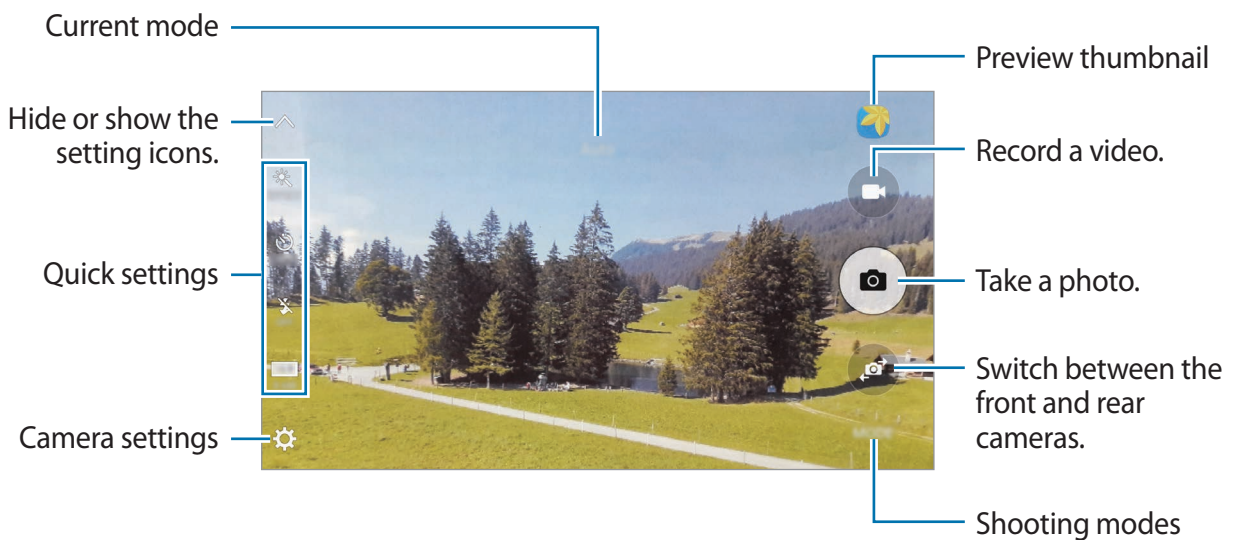 Current mode
Hide or show the
setting icons.
Quick settings
Camera settings
Preview thumbnail
Record a video.
Take a photo.
Switch between the
front and rear
cameras.
Shooting modes